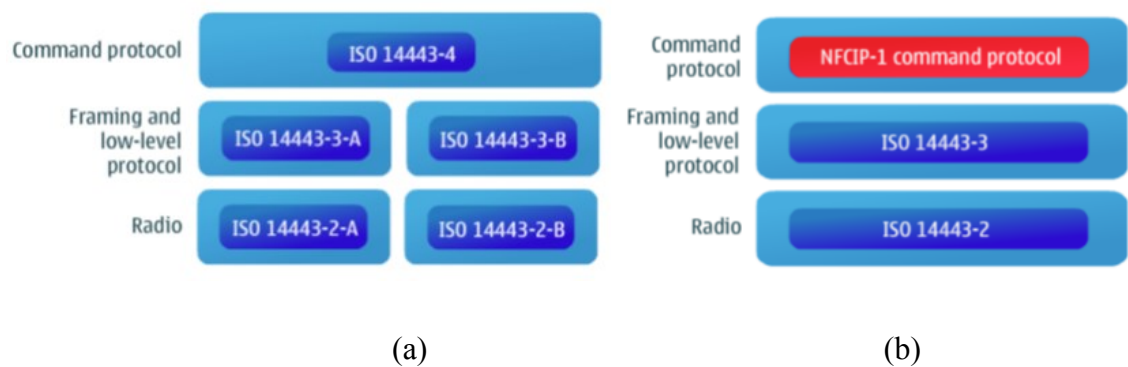 Command protocol
ISO 14443-4
Framing and
low-level
protocol
ISO 14443-3-A
ISO 14443-3-B
Radio
ISO 14443-2-A
ISO 14443-2-B
(a)
Command
protocol
NFCIP-1 command protocol
Framing and
low-level
protocol
ISO 14443-3
Radio
ISO 14443-2
(b)